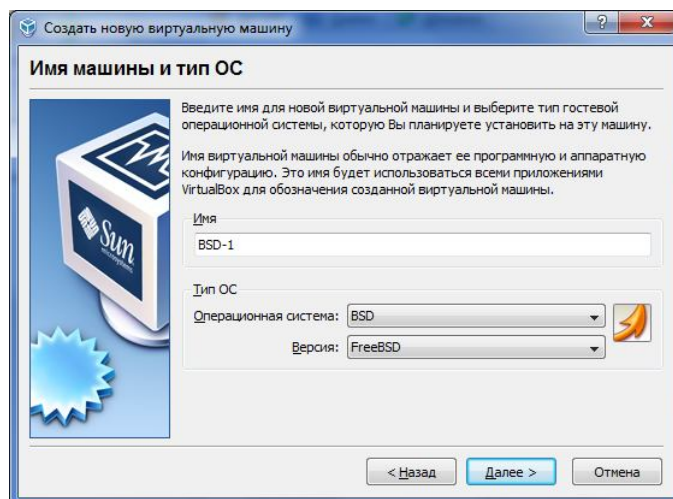 Создать новую виртуальную машину
Имя машины и тип ОС
Введите имя для новой виртуальной машины и выберите тип гостевой
операционной системы, которую Вы планируете установить на эту машину.
Имя виртуальной машины обычно отражает ее программную и аппаратную
конфигурацию. Это имя будет использоваться всеми приложениями
VirtualBox для обозначения созданной виртуальной машины.
Имя
BSD-1
Тип ОС
Операционная система: BSD
Версия: FreeBSD
Sun
microsystems
< Назад Далее > Отмена